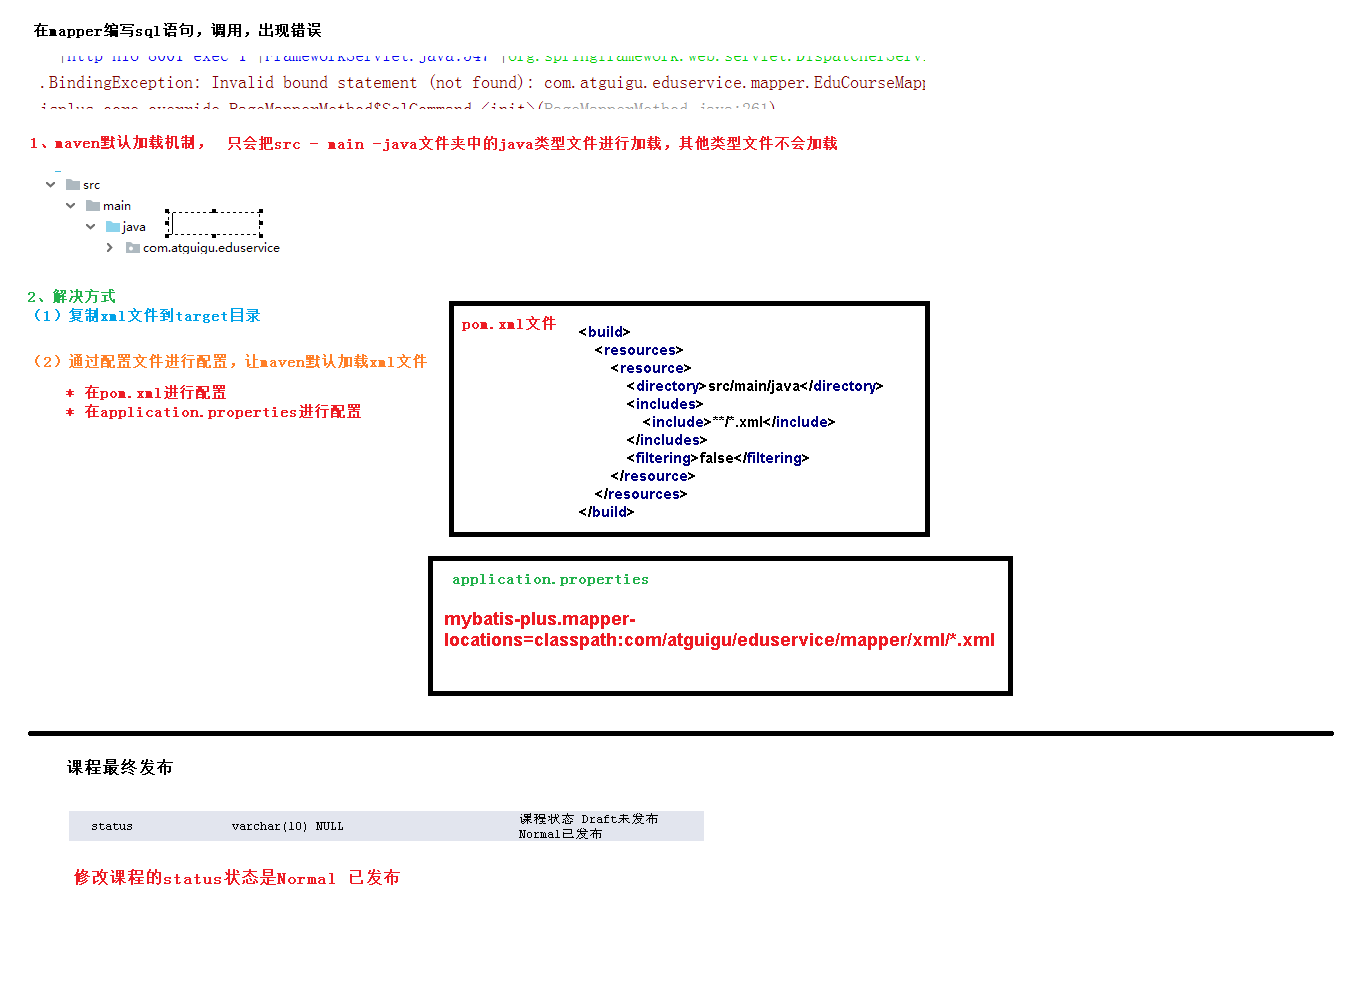 在mapper编写sql语句，调用，出现错误
.BindingException: Invalid bound statement (not found): com.atguigu.eduservice.mapper.EduCourseMapp
1、maven默认加载机制， 只会把src - main -java文件夹中的java类型文件进行加载，其他类型文件不会加载
src
main
java
com.atguigu.eduservice
2、解决方式
（1）复制xml文件到target目录
（2）通过配置文件进行配置，让maven默认加载xml文件
* 在pom.xml进行配置
* 在application.properties进行配置
pom.xml文件
<build>
<resources>
<resource>
<directory>src/main/java</directory>
<includes>
<include>**/*.xml</include>
</includes>
<filtering>false</filtering>
</resource>
</resources>
</build>
application.properties
mybatis-plus.mapper-
locations=classpath:com/atguigu/eduservice/mapper/xml/*.xml
课程最终发布
status varchar(10) NULL 课程状态 Draft未发布
Normal已发布
修改课程的status状态是Normal 已发布